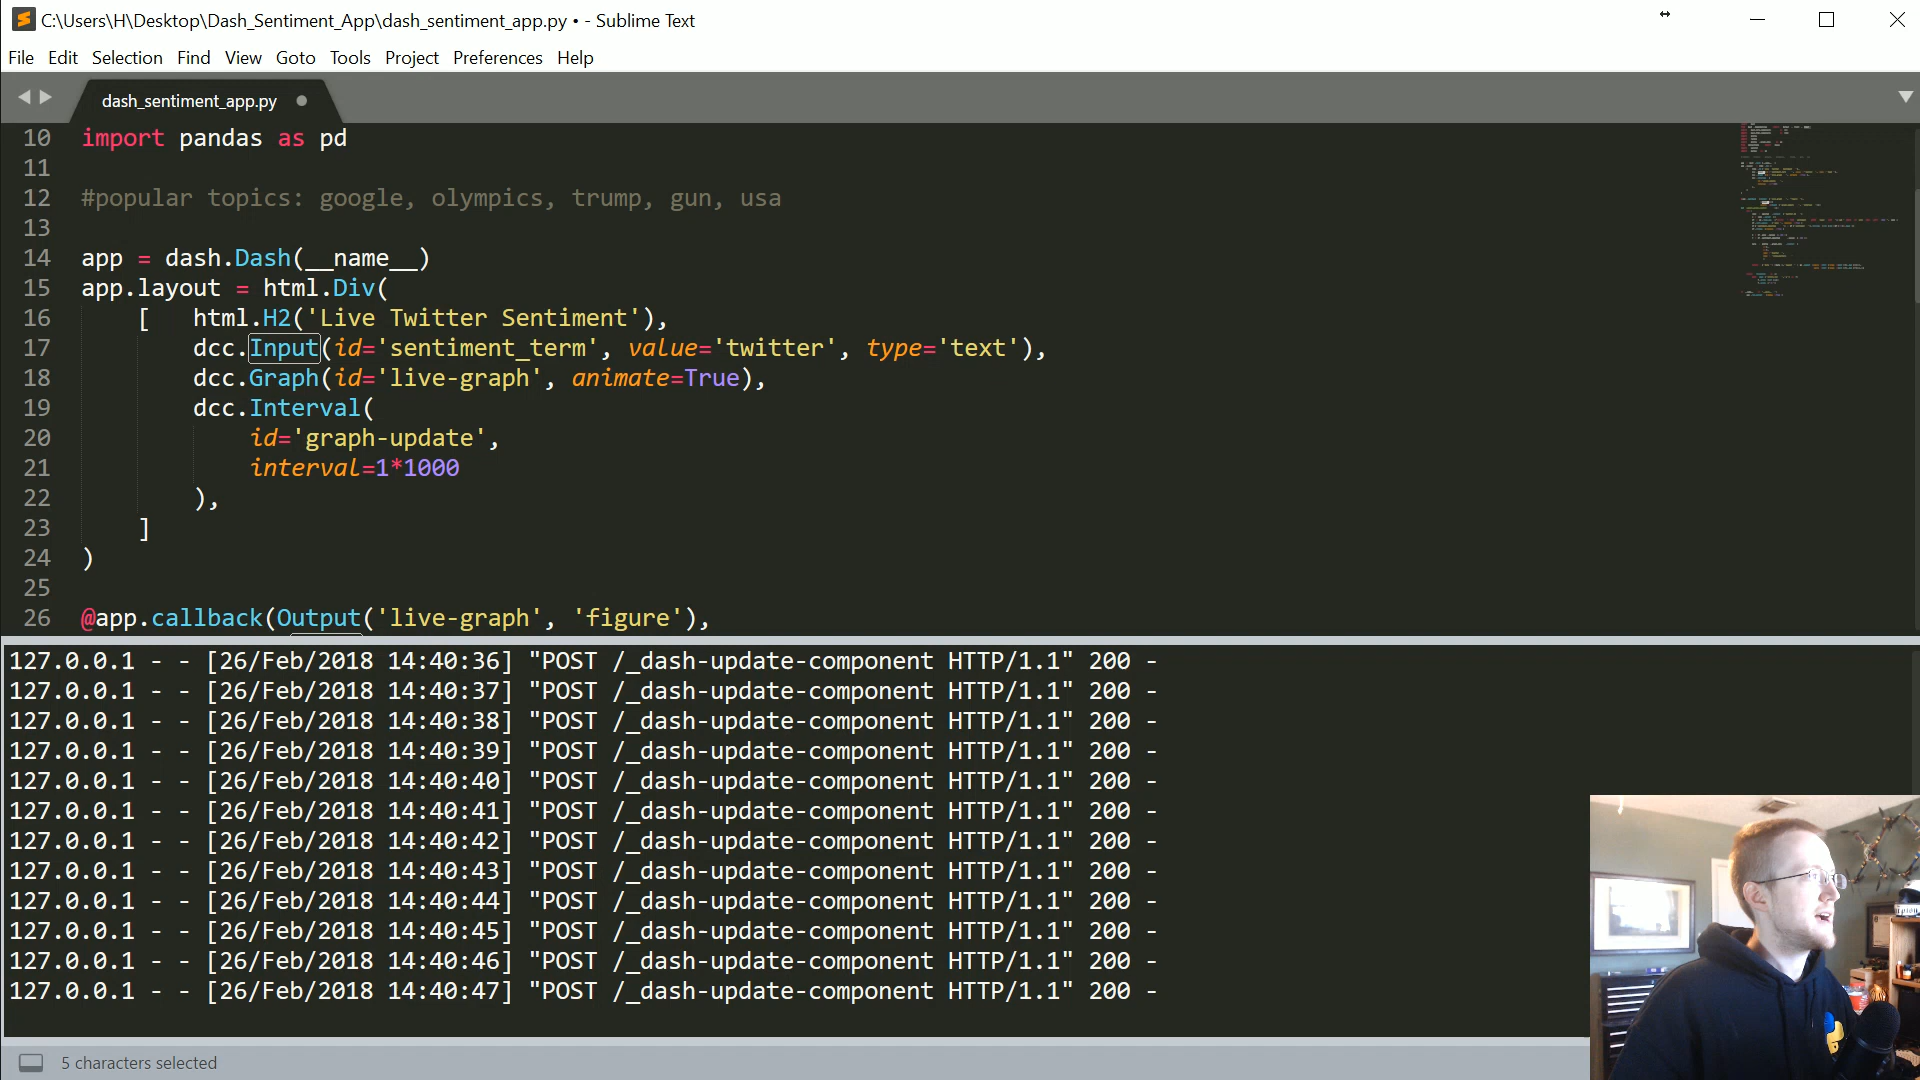 C:\Users\H\Desktop\Dash_Sentiment_App\dash_sentiment_app.py • - Sublime Text
File Edit Selection Find View Goto Tools Project Preferences Help
dash_sentiment_app.py
10 import pandas as pd
11
12 #popular topics: google, olympics, trump, gun, usa
13
14 app = dash.Dash(__name__)
15 app.layout = html.Div(
16 [ html.H2('Live Twitter Sentiment'),
17 dcc.Input(id='sentiment_term', value='twitter', type='text'),
18 dcc.Graph(id='live-graph', animate=True),
19 dcc.Interval(
20 id='graph-update',
21 interval=1*1000
22 ),
23 ]
24 )
25
26 @app.callback(Output('live-graph', 'figure'),
127.0.0.1 - - [26/Feb/2018 14:40:36] "POST /_dash-update-component HTTP/1.1" 200 -
127.0.0.1 - - [26/Feb/2018 14:40:37] "POST /_dash-update-component HTTP/1.1" 200 -
127.0.0.1 - - [26/Feb/2018 14:40:38] "POST /_dash-update-component HTTP/1.1" 200 -
127.0.0.1 - - [26/Feb/2018 14:40:39] "POST /_dash-update-component HTTP/1.1" 200 -
127.0.0.1 - - [26/Feb/2018 14:40:40] "POST /_dash-update-component HTTP/1.1" 200 -
127.0.0.1 - - [26/Feb/2018 14:40:41] "POST /_dash-update-component HTTP/1.1" 200 -
127.0.0.1 - - [26/Feb/2018 14:40:42] "POST /_dash-update-component HTTP/1.1" 200 -
127.0.0.1 - - [26/Feb/2018 14:40:43] "POST /_dash-update-component HTTP/1.1" 200 -
127.0.0.1 - - [26/Feb/2018 14:40:44] "POST /_dash-update-component HTTP/1.1" 200 -
127.0.0.1 - - [26/Feb/2018 14:40:45] "POST /_dash-update-component HTTP/1.1" 200 -
127.0.0.1 - - [26/Feb/2018 14:40:46] "POST /_dash-update-component HTTP/1.1" 200 -
127.0.0.1 - - [26/Feb/2018 14:40:47] "POST /_dash-update-component HTTP/1.1" 200 -
5 characters selected